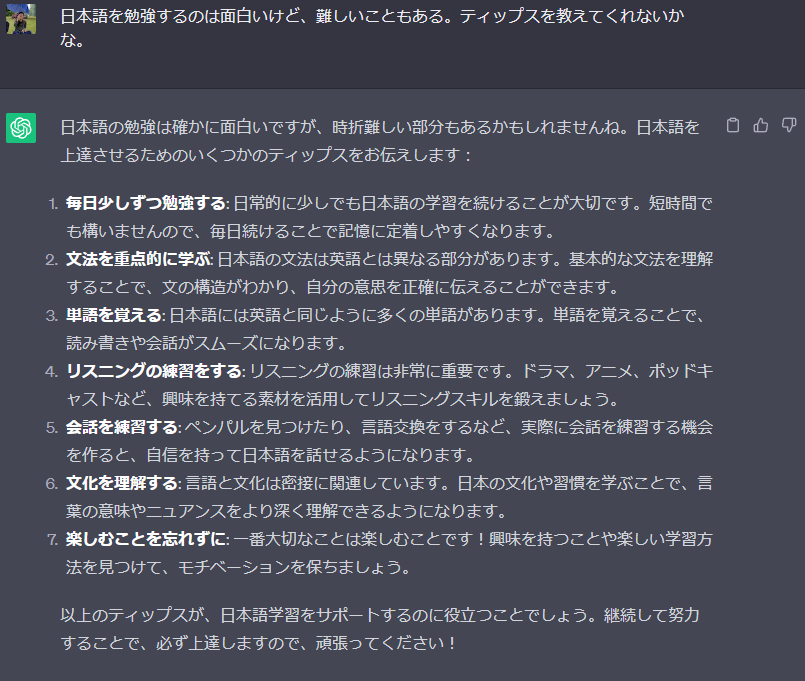 日本語を勉強するのは面白いけど、難しいこともある。ティップスを教えてくれないか
な。
日本語の勉強は確かに面白いですが、時折難しい部分もあるかもしれませんね。日本語を
上達させるためのいくつかのティップスをお伝えします：
1. 毎日少しずつ勉強する: 日常的に少しでも日本語の学習を続けることが大切です。短時間で
も構いませんので、毎日続けることで記憶に定着しやすくなります。
2. 文法を重点的に学ぶ: 日本語の文法は英語とは異なる部分があります。基本的な文法を理解
することで、文の構造がわかり、自分の意思を正確に伝えることができます。
3. 単語を覚える: 日本語には英語と同じように多くの単語があります。単語を覚えることで、
読み書きや会話がスムーズになります。
4. リスニングの練習をする: リスニングの練習は非常に重要です。ドラマ、アニメ、ポッドキ
ャストなど、興味を持てる素材を活用してリスニングスキルを鍛えましょう。
5. 会話を練習する: ペンパルを見つけたり、言語交換をするなど、実際に会話を練習する機会
を作ると、自信を持って日本語を話せるようになります。
6. 文化を理解する: 言語と文化は密接に関連しています。日本の文化や習慣を学ぶことで、言
葉の意味やニュアンスをより深く理解できるようになります。
7. 楽しむことを忘れずに: 一番大切なことは楽しむことです！興味を持つことや楽しい学習方
法を見つけて、モチベーションを保ちましょう。
以上のティップスが、日本語学習をサポートするのに役立つことでしょう。継続して努力
することで、必ず上達しますので、頑張ってください！